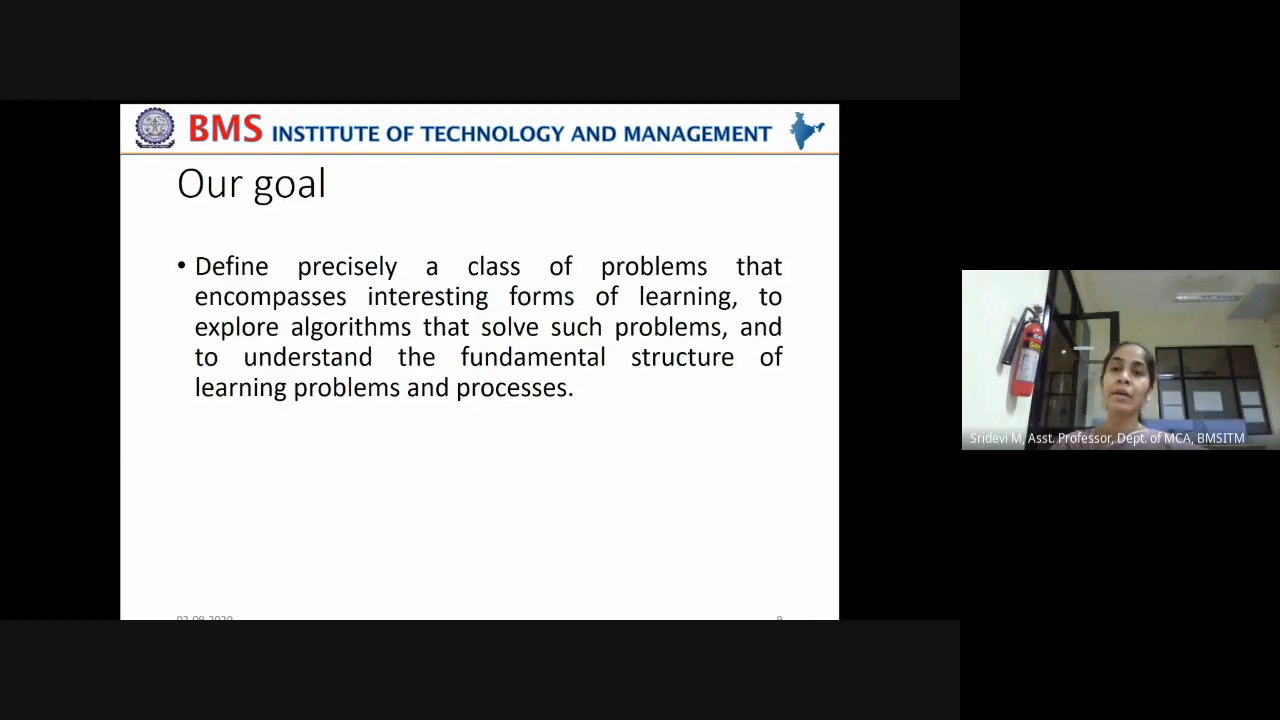 BMS INSTITUTE OF TECHNOLOGY AND MANAGEMENT
Our goal
• Define precisely a class of problems that
encompasses interesting forms of learning, to
explore algorithms that solve such problems, and
to understand the fundamental structure of
learning problems and processes.
Sridevi M, Asst. Professor, Dept. of MCA, BMSITM